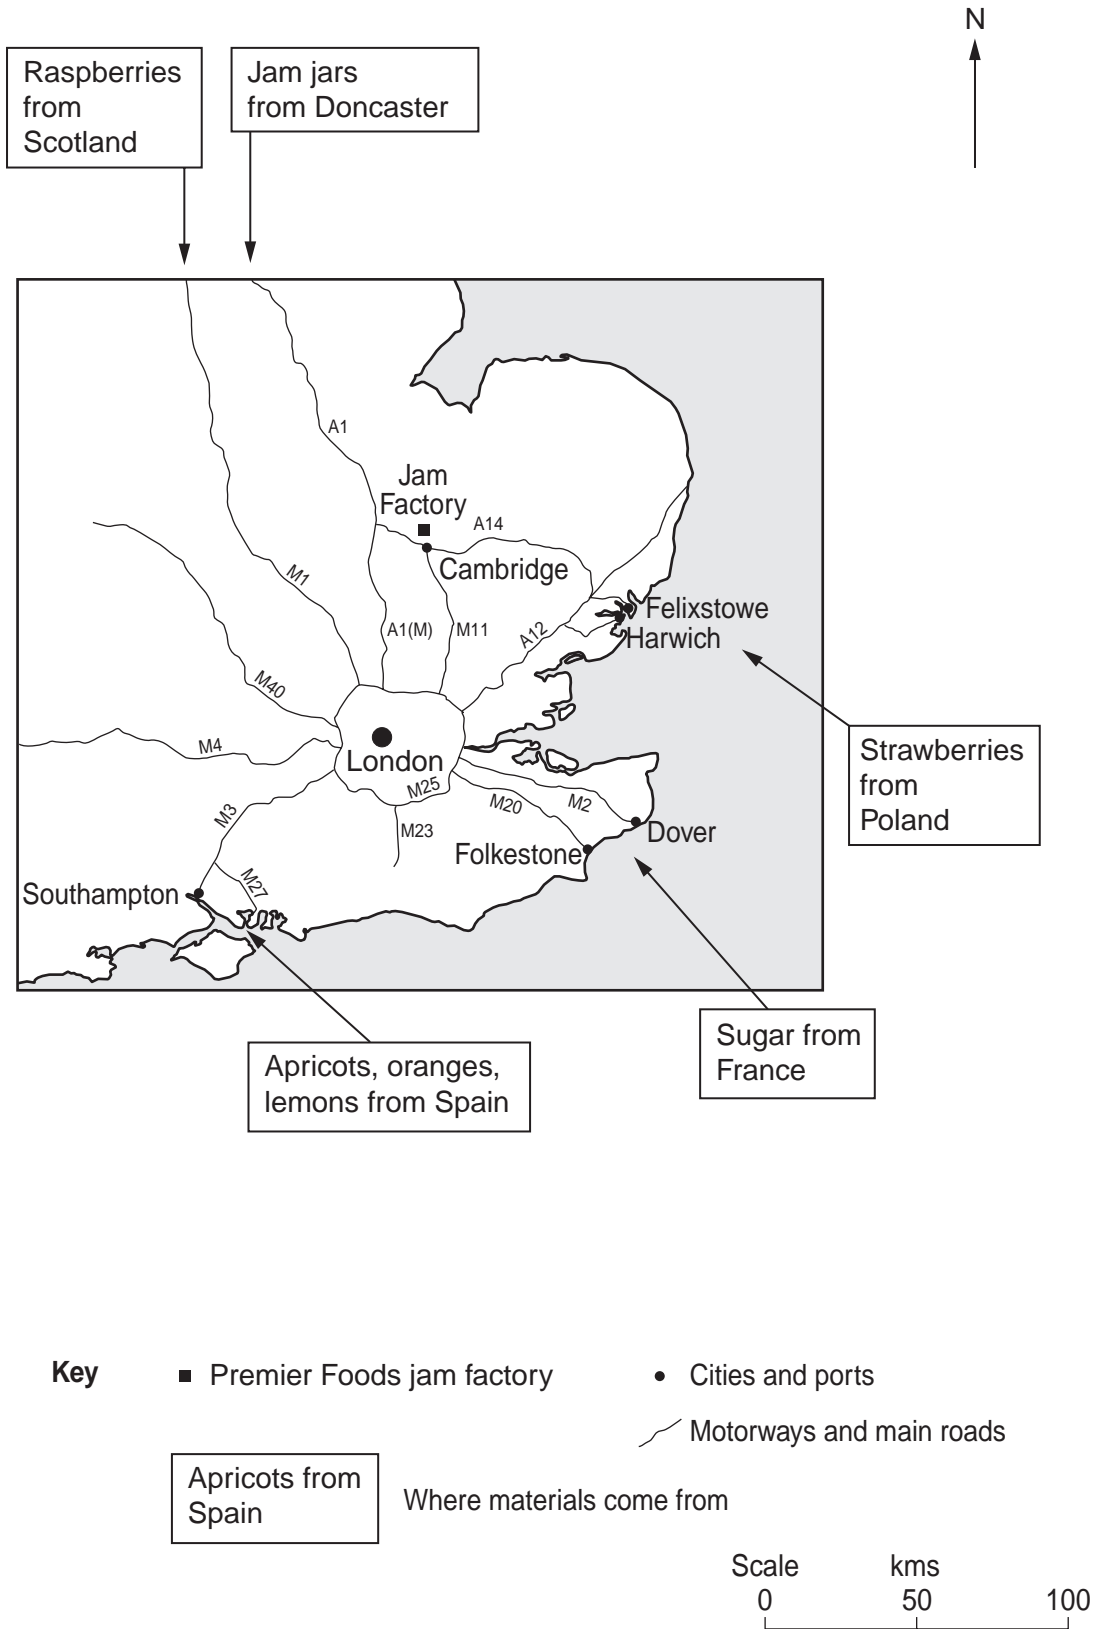 N
Raspberries
from
Scotland
Jam jars
from Doncaster
A1
Jam
Factory
A14
Cambridge
M1
A1(M)
M11
A12
Felixstowe
Harwich
M40
M4
London
M25
M3
M23
M20
M2
Dover
Folkestone
M27
Southampton
Strawberries
from
Poland
Sugar from
France
Apricots, oranges,
lemons from Spain
Key
Premier Foods jam factory
Cities and ports
Motorways and main roads
Apricots from
Spain
Where materials come from
Scale kms
0 50 100